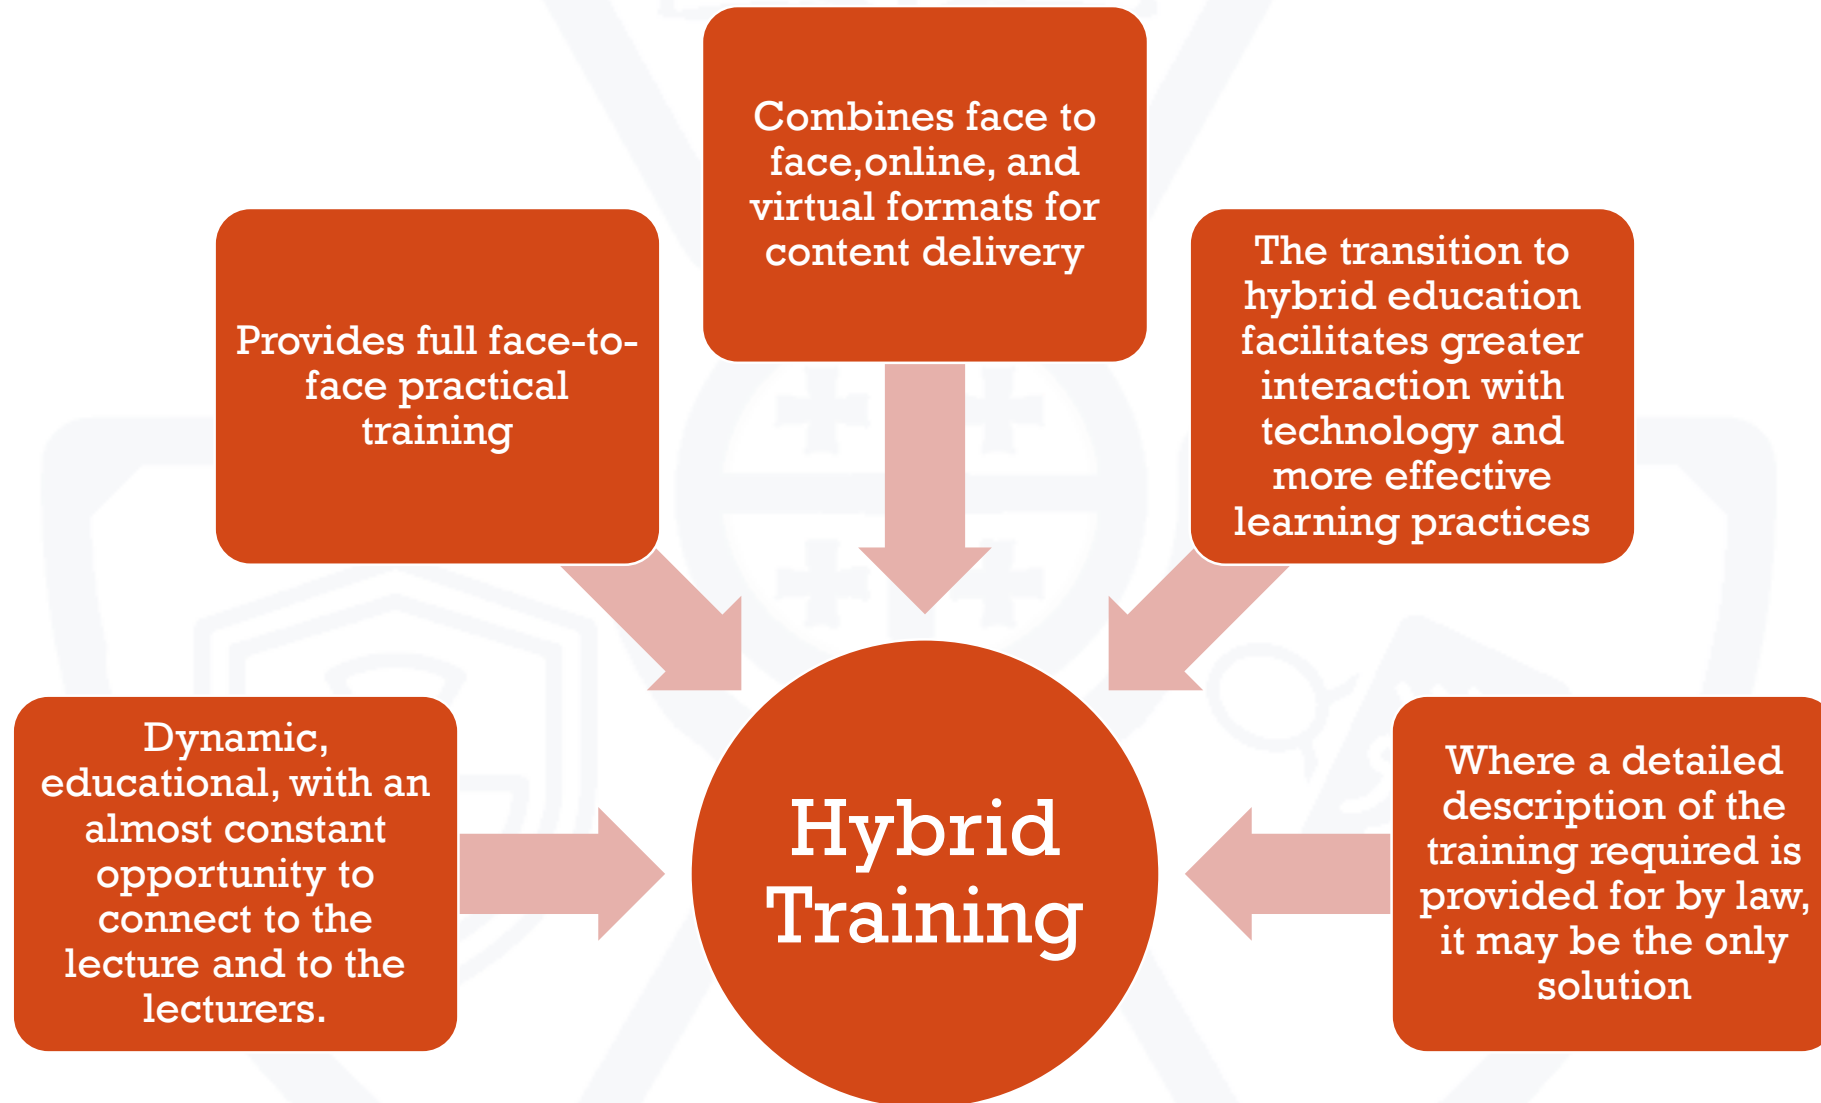 Combines face to
face,online, and
virtual formats for
content delivery
Provides full face-to-
face practical
training
The transition to
hybrid education
facilitates greater
interaction with
technology and
more effective
learning practices
Dynamic,
educational, with an
almost constant
opportunity to
connect to the
lecture and to the
lecturers.
Hybrid
Training
Where a detailed
description of the
training required is
provided for by law,
it may be the only
solution